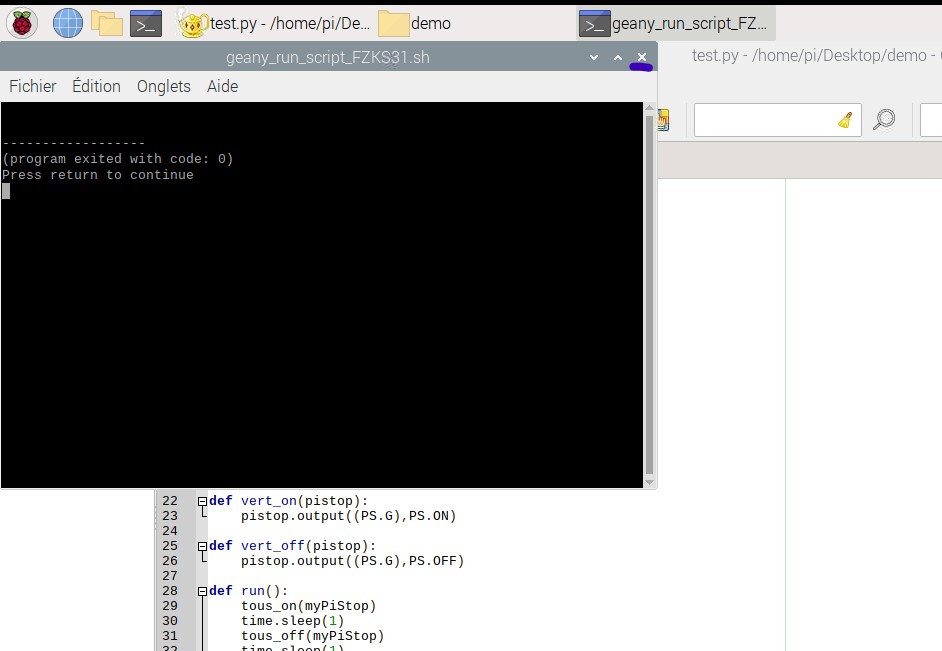 test.py - /home/pi/De...
demo
geany_run_script_FZ...
geany_run_script_FZKS31.sh
test.py - /home/pi/Desktop/demo -
Fichier Édition Onglets Aide
------------------
(program exited with code: 0)
Press return to continue
22 def vert_on(pistop):
23 pistop.output((PS.G),PS.ON)
24
25 def vert_off(pistop):
26 pistop.output((PS.G),PS.OFF)
27
28 def run():
29 tous_on(myPiStop)
30 time.sleep(1)
31 tous_off(myPiStop)
32 time.sleep(1)